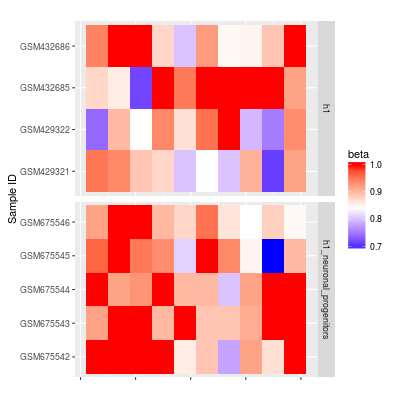 Sample ID
GSM432686
GSM432685
GSM429322
GSM429321
h1
GSM675546
GSM675545
GSM675544
GSM675543
GSM675542
h1_neuronal_progenitors
beta
1.0
0.9
0.8
0.7